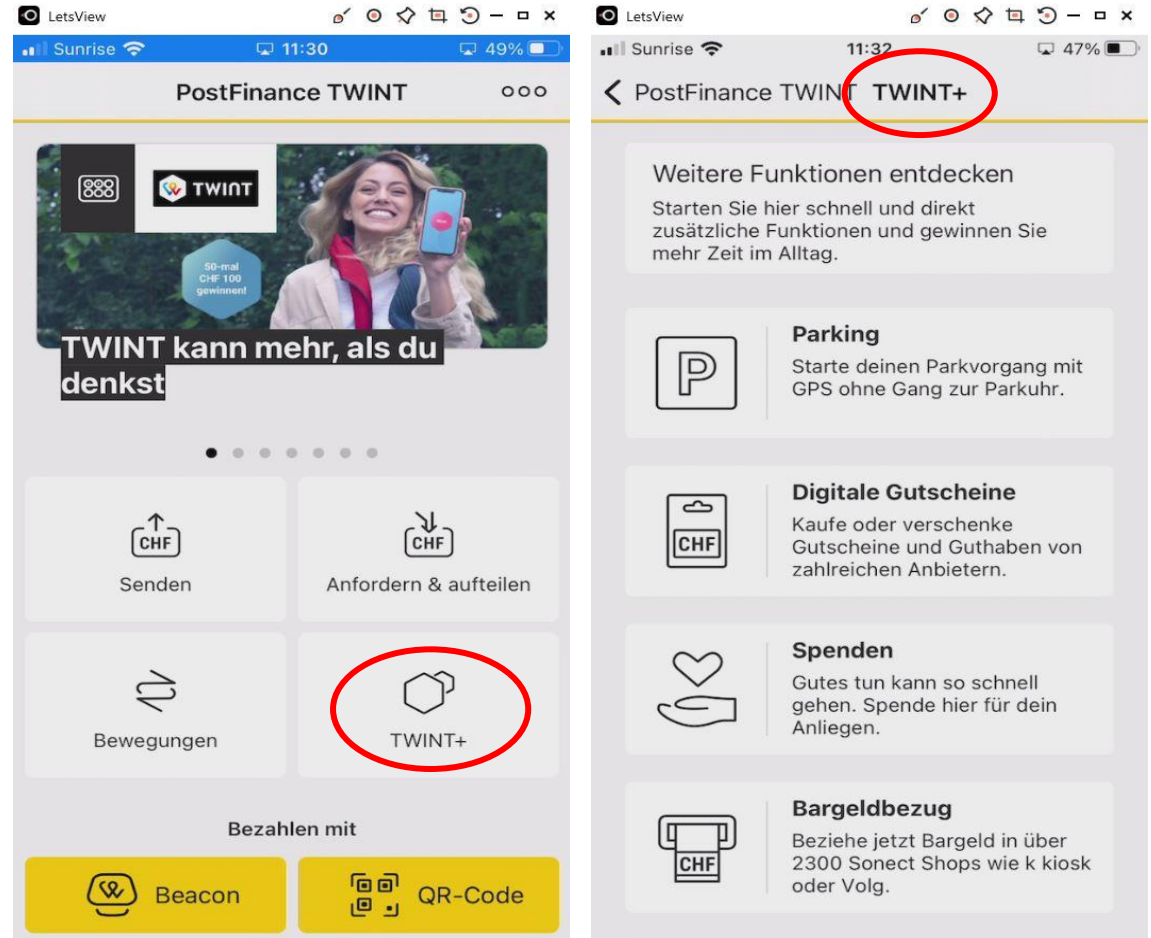 LetsView
Sunrise 11:30 49%
PostFinance TWINT
TWINT
50-mal
CHF 100
gewinnen!
TWINT kann mehr, als du
denkst
CHF
Senden
CHF
Anfordern & aufteilen
Bewegungen
TWINT+
Bezahlen mit
Beacon
QR-Code
LetsView
Sunrise 11:32 47%
PostFinance TWINT TWINT+
Weitere Funktionen entdecken
Starten Sie hier schnell und direkt
zusätzliche Funktionen und gewinnen Sie
mehr Zeit im Alltag.
P
Parking
Starte deinen Parkvorgang mit
GPS ohne Gang zur Parkuhr.
CHF
Digitale Gutscheine
Kaufe oder verschenke
Gutscheine und Guthaben von
zahlreichen Anbietern.
Spenden
Gutes tun kann so schnell
gehen. Spende hier für dein
Anliegen.
CHF
Bargeldbezug
Beziehe jetzt Bargeld in über
2300 Sonect Shops wie k kiosk
oder Volg.